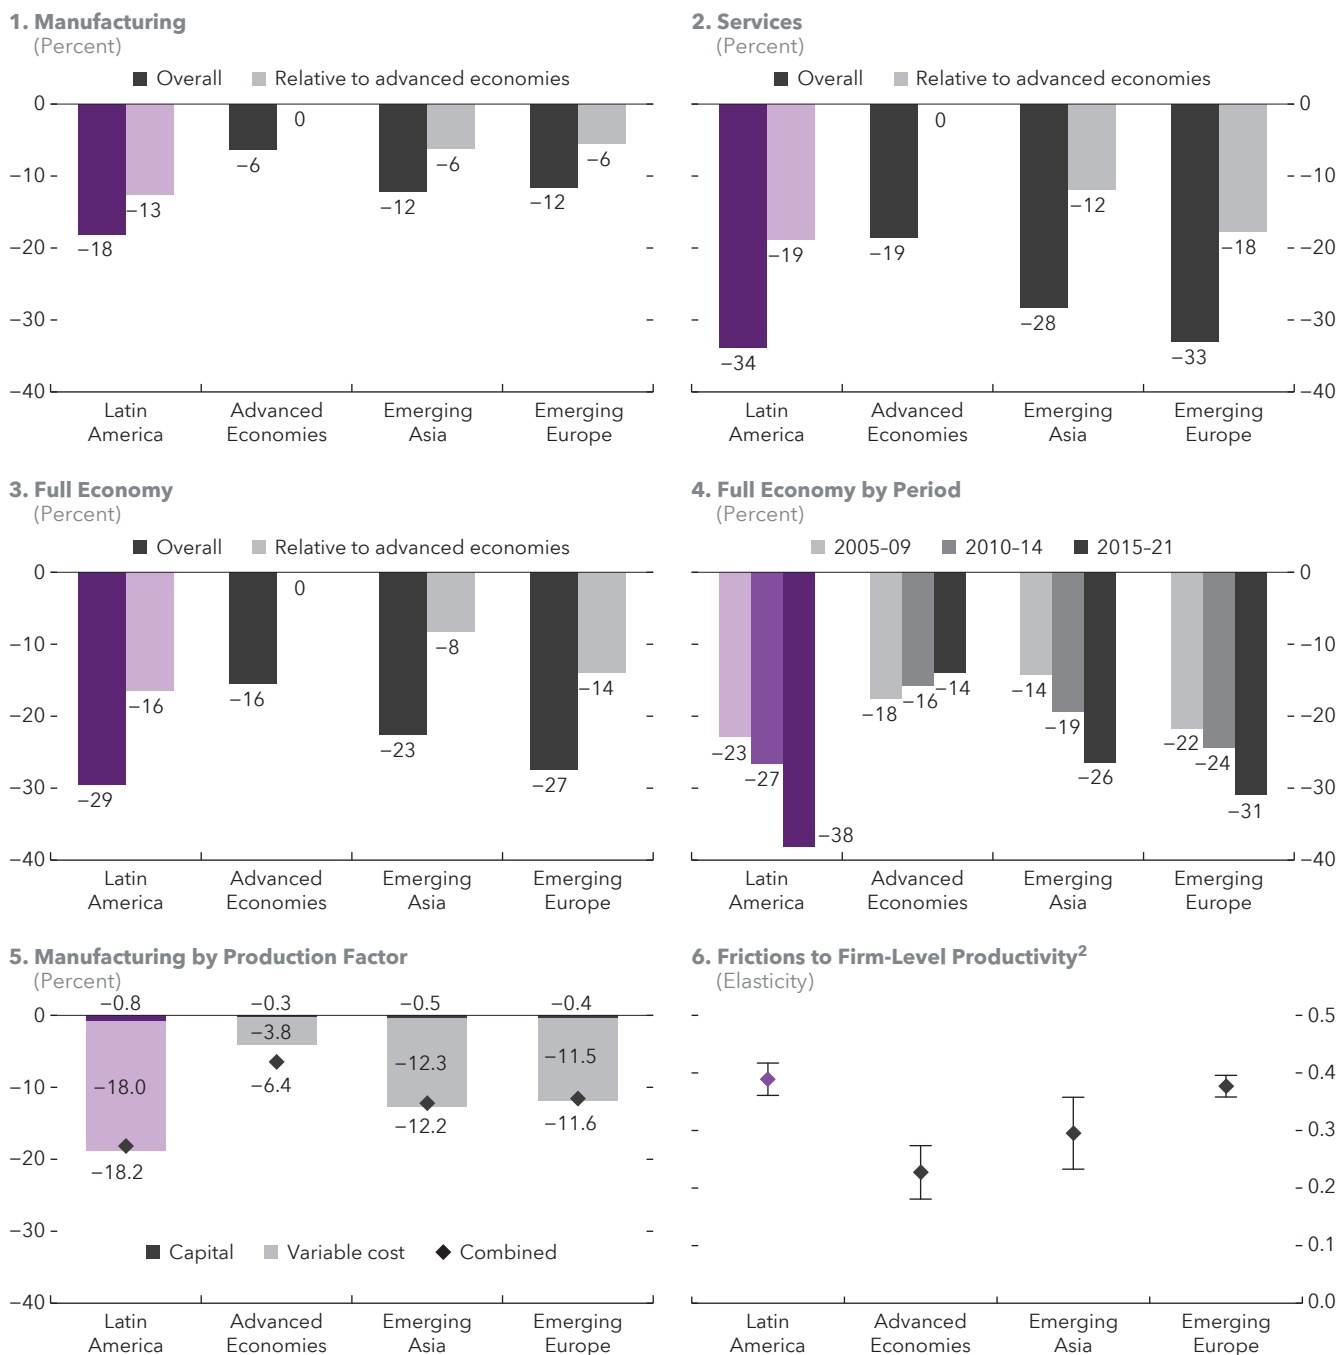 1. Manufacturing
(Percent)
Overall Relative to advanced economies
0
−10
−20
−30
−40
−18
−13
−6
0
−12
−6
−12
−6
Latin America
Advanced Economies
Emerging Asia
Emerging Europe
2. Services
(Percent)
Overall Relative to advanced economies
0
−10
−20
−30
−40
−34
−19
−19
0
−28
−12
−33
−18
Latin America
Advanced Economies
Emerging Asia
Emerging Europe
3. Full Economy
(Percent)
Overall Relative to advanced economies
0
−10
−20
−30
−40
−29
−16
−16
0
−23
−8
−27
−14
Latin America
Advanced Economies
Emerging Asia
Emerging Europe
4. Full Economy by Period
(Percent)
2005–09 2010–14 2015–21
0
−10
−20
−30
−40
−23
−27
−38
−18
−16
−14
−14
−19
−26
−22
−24
−31
Latin America
Advanced Economies
Emerging Asia
Emerging Europe
5. Manufacturing by Production Factor
(Percent)
−0.8 −0.3 −0.5 −0.4
0
−10
−20
−30
−40
−18.0
−18.2
−3.8
−6.4
−12.3
−12.2
−11.5
−11.6
Capital Variable cost Combined
Latin America
Advanced Economies
Emerging Asia
Emerging Europe
6. Frictions to Firm-Level Productivity²
(Elasticity)
0.5
0.4
0.3
0.2
0.1
0.0
Latin America
Advanced Economies
Emerging Asia
Emerging Europe